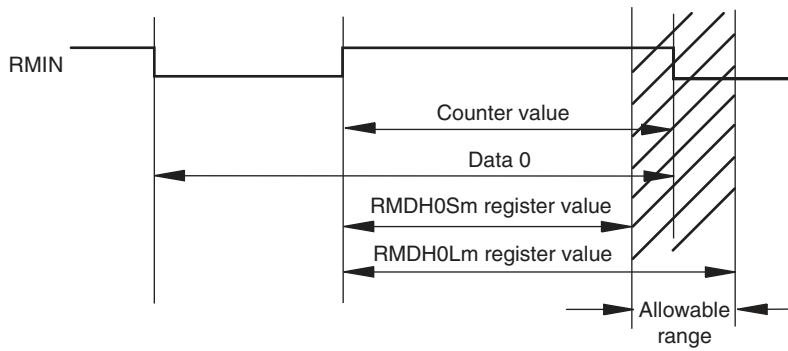 RMIN
Counter value
Data 0
RMDH0Sm register value
RMDH0Lm register value
Allowable
range